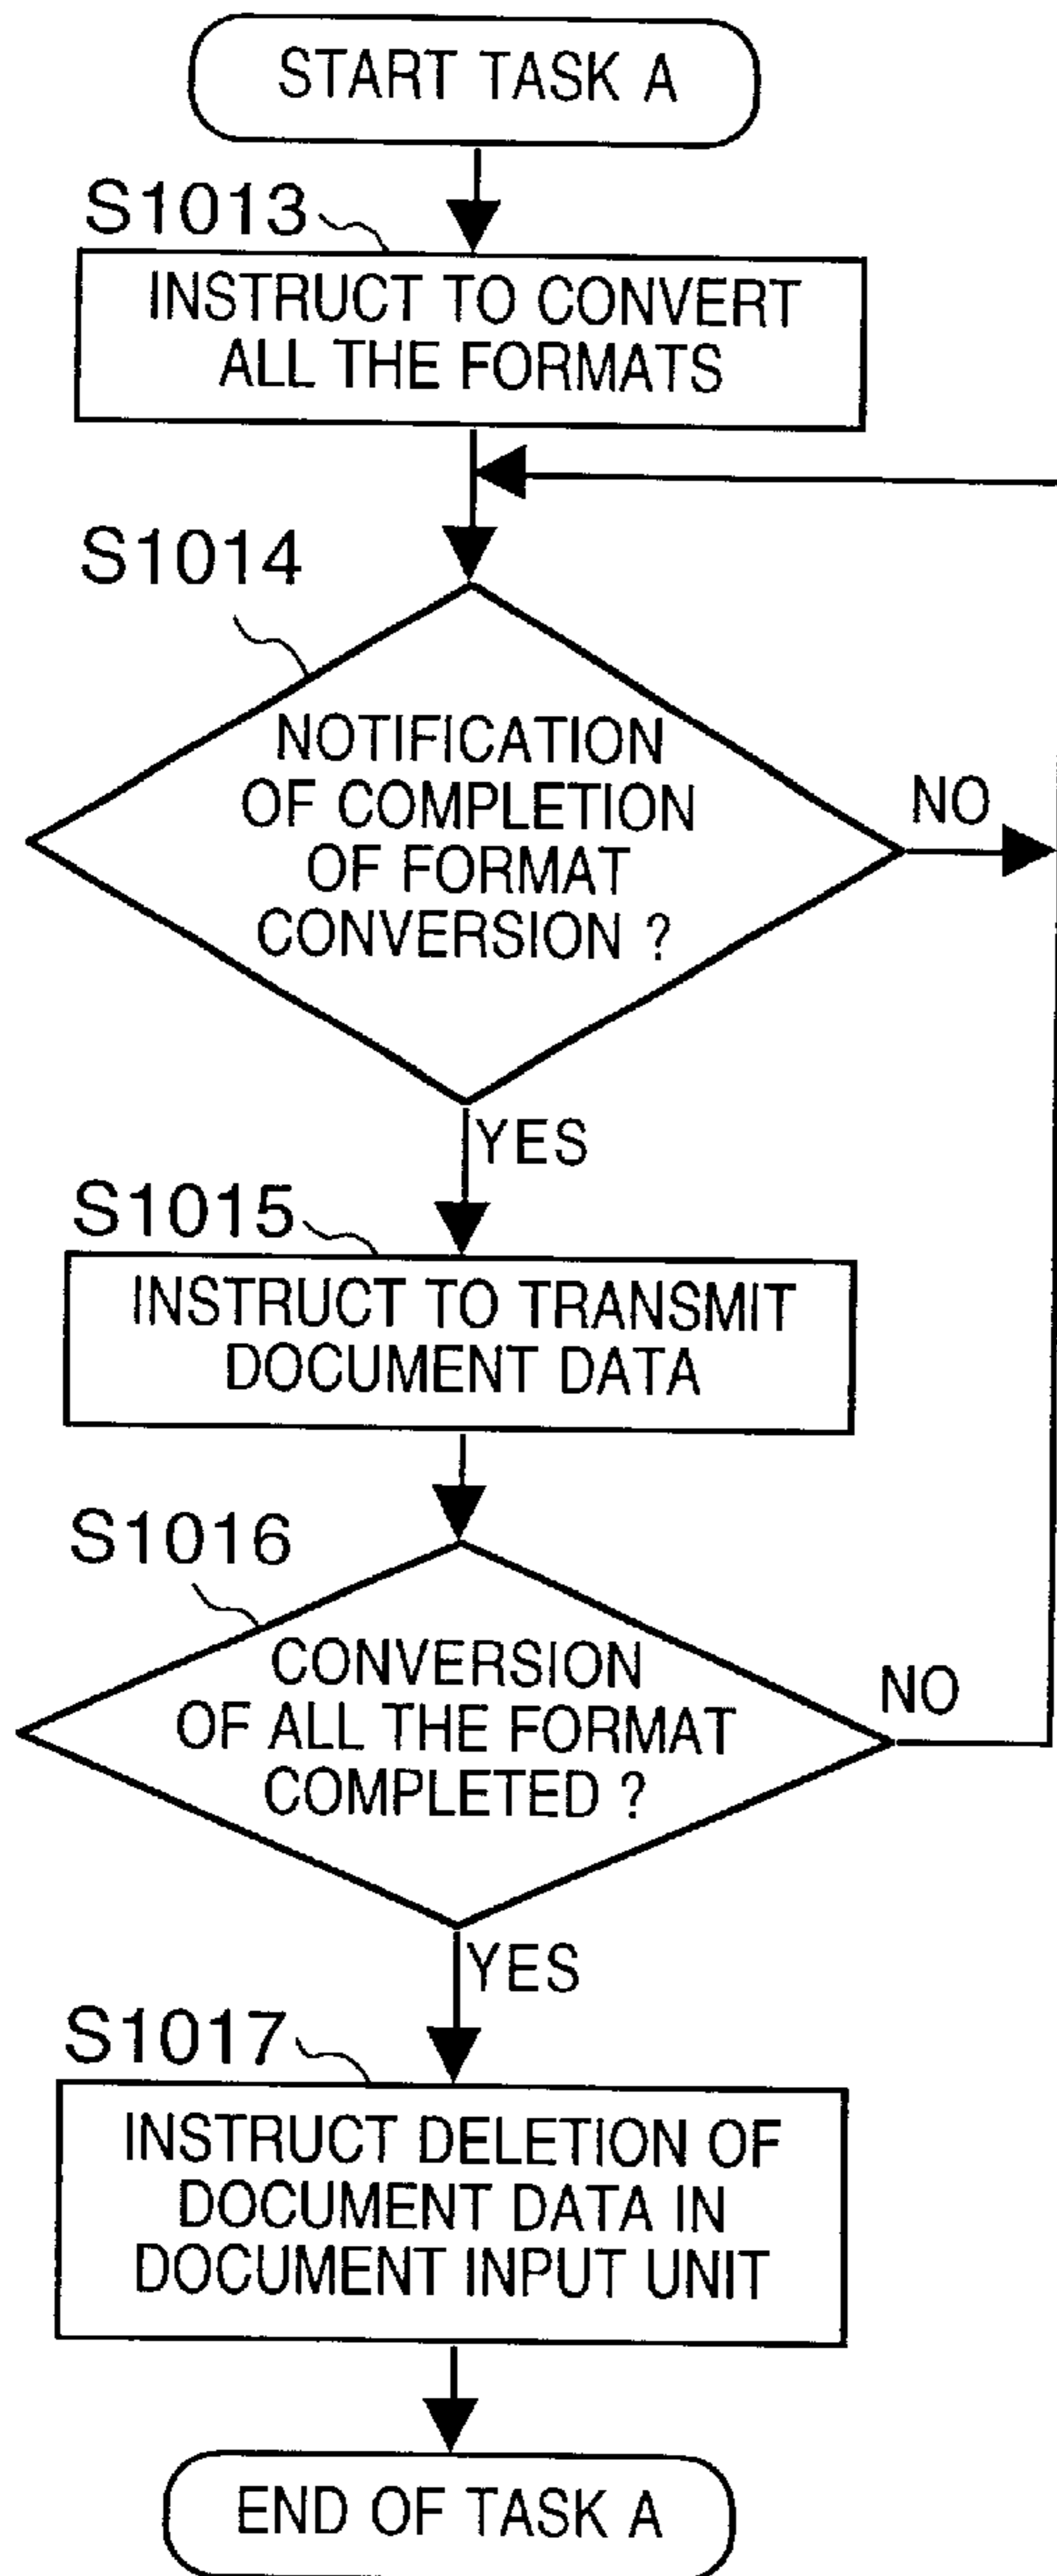 START TASK A
S1013
INSTRUCT TO CONVERT
ALL THE FORMATS
S1014
NOTIFICATION
OF COMPLETION
OF FORMAT
CONVERSION ?
NO
YES
S1015
INSTRUCT TO TRANSMIT
DOCUMENT DATA
S1016
CONVERSION
OF ALL THE FORMAT
COMPLETED ?
NO
YES
S1017
INSTRUCT DELETION OF
DOCUMENT DATA IN
DOCUMENT INPUT UNIT
END OF TASK A